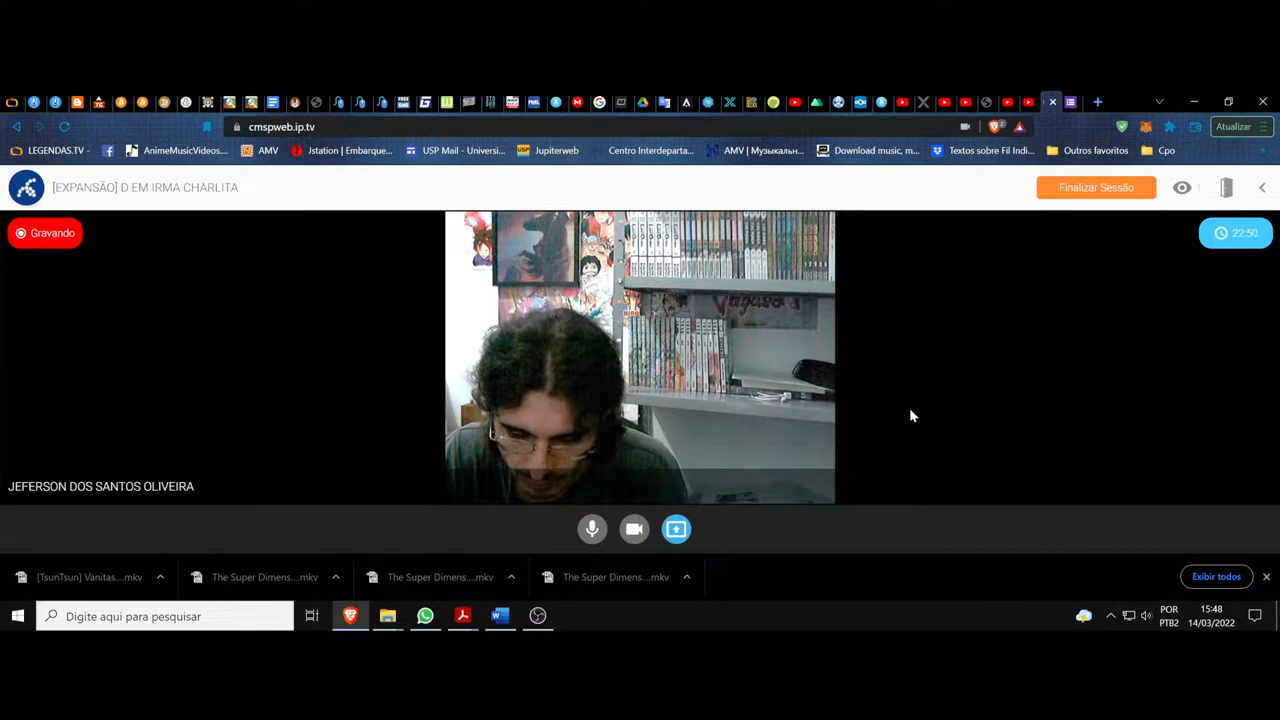 cmspweb.ip.tv
2
Atualizar
LEGENDAS.TV -
AnimeMusicVideos...
AMV
Jstation | Embarque...
USP Mail - Universi...
Jupiterweb
Centro Interdeparta...
AMV | Музыкальн...
Download music, m...
Textos sobre Fil Indi...
Outros favoritos
Cpo
[EXPANSÃO] D EM IRMA CHARLITA
Finalizar Sessão
1
Gravando
22:50
JEFERSON DOS SANTOS OLIVEIRA
[TsunTsun] Vanitas....mkv
The Super Dimens....mkv
The Super Dimens....mkv
The Super Dimens....mkv
Exibir todos
Digite aqui para pesquisar
POR
PTB2
15:48
14/03/2022